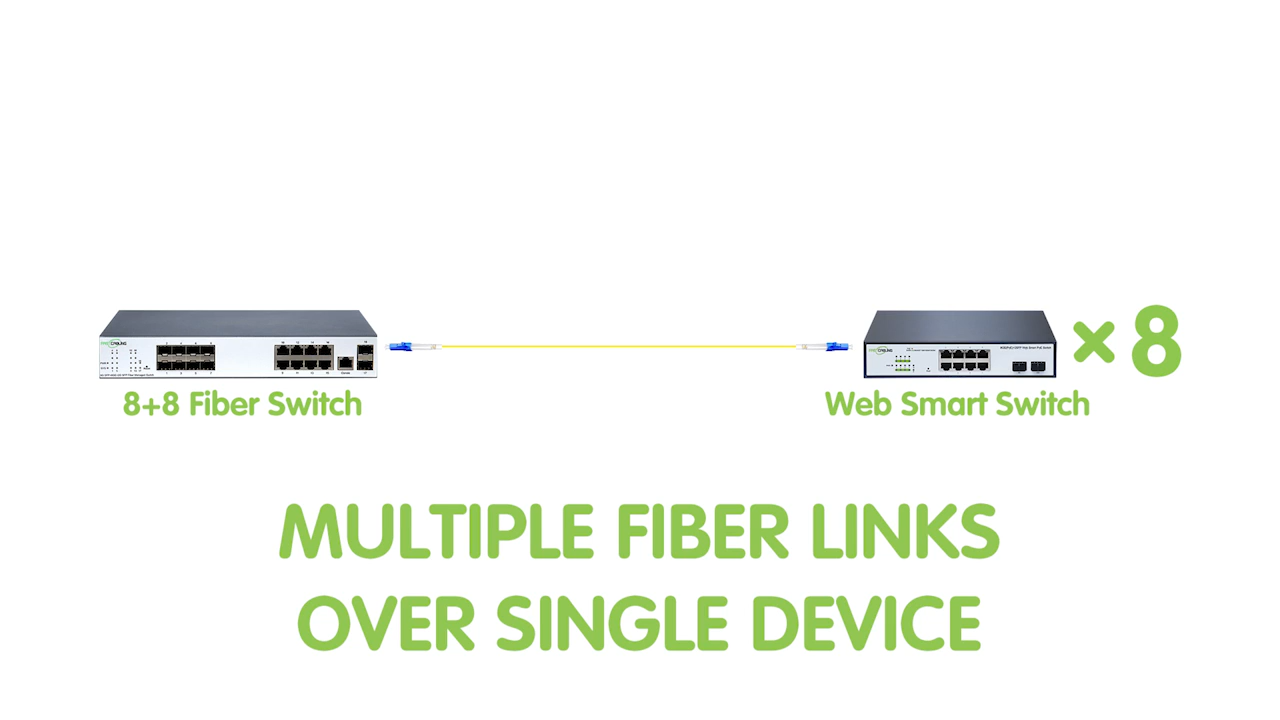 8+8 Fiber Switch
Web Smart Switch
×8
MULTIPLE FIBER LINKS
OVER SINGLE DEVICE